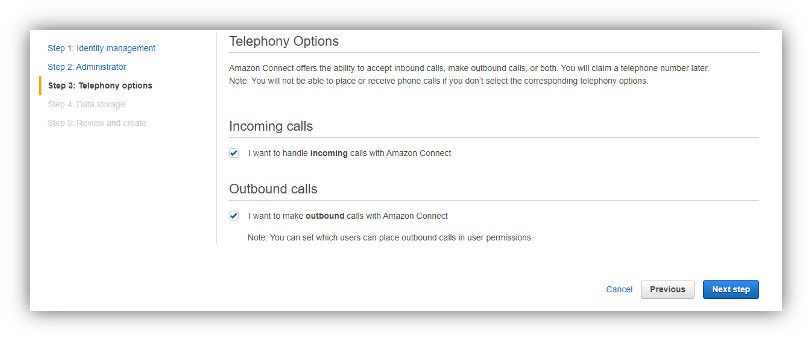 Step 1: Identity management
Step 2: Administrator
Step 3: Telephony options
Step 4: Data storage
Step 5: Review and create
Telephony Options
Amazon Connect offers the ability to accept inbound calls, make outbound calls, or both. You will claim a telephone number later.
Note: You will not be able to place or receive phone calls if you don't select the corresponding telephony options.
Incoming calls
I want to handle incoming calls with Amazon Connect
Outbound calls
I want to make outbound calls with Amazon Connect
Note: You can set which users can place outbound calls in user permissions.
Cancel Previous Next step